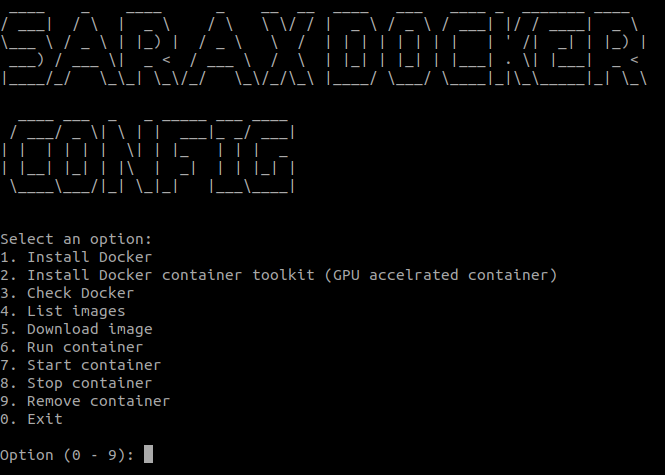 SARAX DOCKER
CONFIG
Select an option:
1. Install Docker
2. Install Docker container toolkit (GPU accelrated container)
3. Check Docker
4. List images
5. Download image
6. Run container
7. Start container
8. Stop container
9. Remove container
0. Exit
Option (0 - 9):